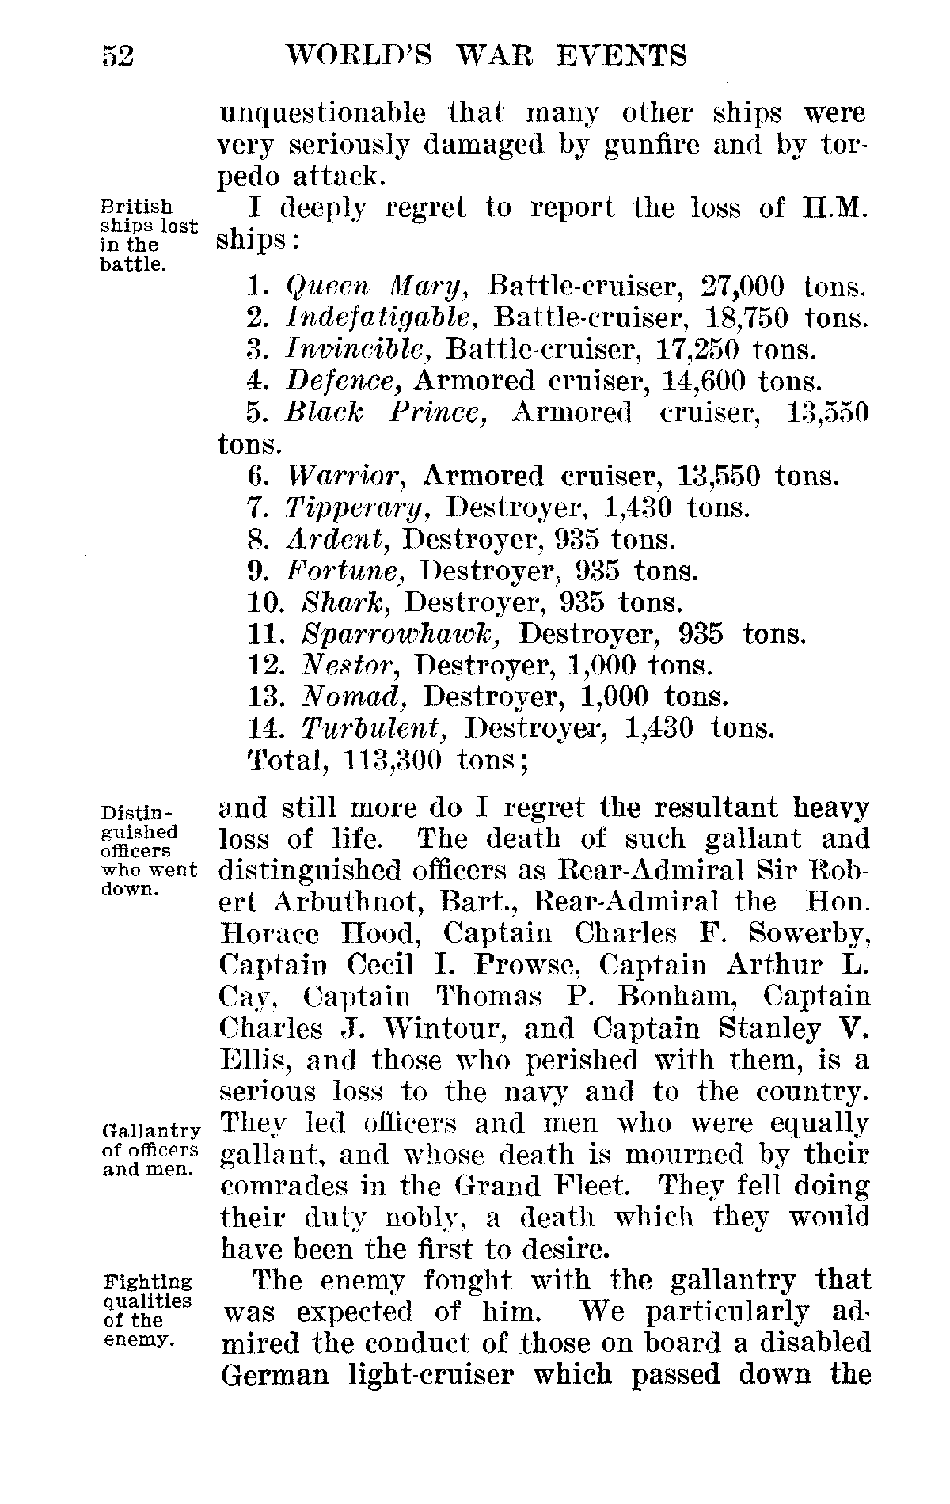 52 WORLD'S WAR EVENTS
unquestionable that many other ships were
very seriously damaged by gunfire and by tor-
pedo attack.
British
ships lost
in the
battle.
I deeply regret to report the loss of H.M.
ships:
1. Queen Mary, Battle-cruiser, 27,000 tons.
2. Indefatigable, Battle-cruiser, 18,750 tons.
3. Invincible, Battle-cruiser, 17,250 tons.
4. Defence, Armored cruiser, 14,600 tons.
5. Black Prince, Armored cruiser, 13,550
tons.
6. Warrior, Armored cruiser, 13,550 tons.
7. Tipperary, Destroyer, 1,430 tons.
8. Ardent, Destroyer, 935 tons.
9. Fortune, Destroyer, 935 tons.
10. Shark, Destroyer, 935 tons.
11. Sparrowhawk, Destroyer, 935 tons.
12. Nestor, Destroyer, 1,000 tons.
13. Nomad, Destroyer, 1,000 tons.
14. Turbulent, Destroyer, 1,430 tons.
Total, 113,300 tons;
Distin-
guished
officers
who went
down.
and still more do I regret the resultant heavy
loss of life. The death of such gallant and
distinguished officers as Rear-Admiral Sir Rob-
ert Arbuthnot, Bart., Rear-Admiral the Hon.
Horace Hood, Captain Charles F. Sowerby,
Captain Cecil I. Prowse, Captain Arthur L.
Cay, Captain Thomas P. Bonham, Captain
Charles J. Wintour, and Captain Stanley V.
Ellis, and those who perished with them, is a
serious loss to the navy and to the country.
Gallantry
of officers
and men.
They led officers and men who were equally
gallant, and whose death is mourned by their
comrades in the Grand Fleet. They fell doing
their duty nobly, a death which they would
have been the first to desire.
Fighting
qualities
of the
enemy.
The enemy fought with the gallantry that
was expected of him. We particularly ad-
mired the conduct of those on board a disabled
German light-cruiser which passed down the